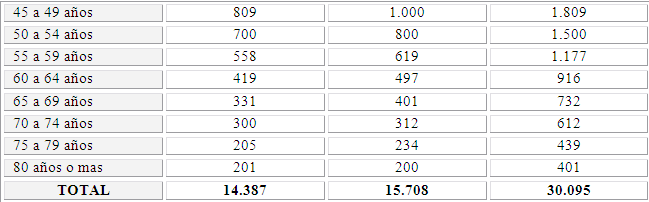 45 a 49 años 809 1.000 1.809
50 a 54 años 700 800 1.500
55 a 59 años 558 619 1.177
60 a 64 años 419 497 916
65 a 69 años 331 401 732
70 a 74 años 300 312 612
75 a 79 años 205 234 439
80 años o mas 201 200 401
TOTAL 14.387 15.708 30.095